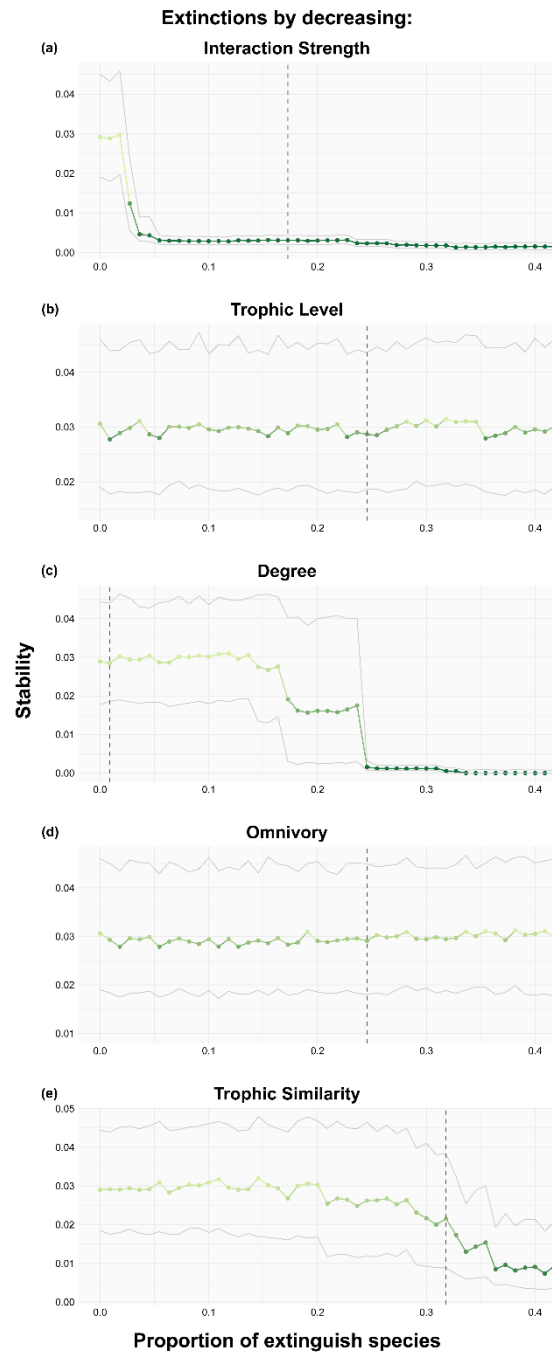 Extinctions by decreasing:
(a)
Interaction Strength
0.04
0.03
0.02
0.01
0.00
0.0 0.1 0.2 0.3 0.4
(b)
Trophic Level
0.04
0.03
0.02
0.0 0.1 0.2 0.3 0.4
(c)
Degree
0.04
0.03
0.02
0.01
0.00
0.0 0.1 0.2 0.3 0.4
Stability
(d)
Omnivory
0.04
0.03
0.02
0.01
0.0 0.1 0.2 0.3 0.4
(e)
Trophic Similarity
0.05
0.04
0.03
0.02
0.01
0.00
0.0 0.1 0.2 0.3 0.4
Proportion of extinguish species